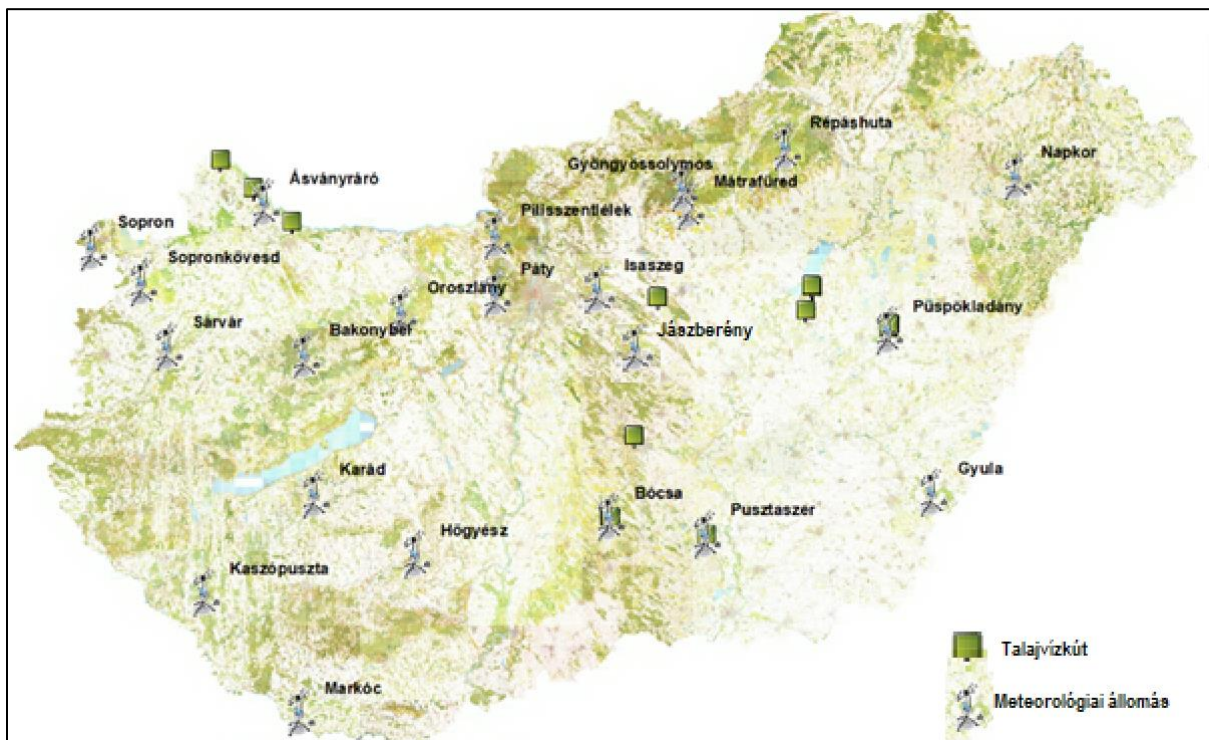 Répáshuta
Gyöngyössolymos
Napkor
Mátrafüred
Ásványráró
Pilisszentlélek
Sopron
Sopronkövesd
Isaszeg
Páty
Oroszlány
Püspökladány
Sárvár
Bakonybél
Jászberény
Karád
Gyula
Bócsa
Pusztaszer
Hőgyész
Kaszópuszta
Talajvízkút
Markóc
Meteorológiai állomás